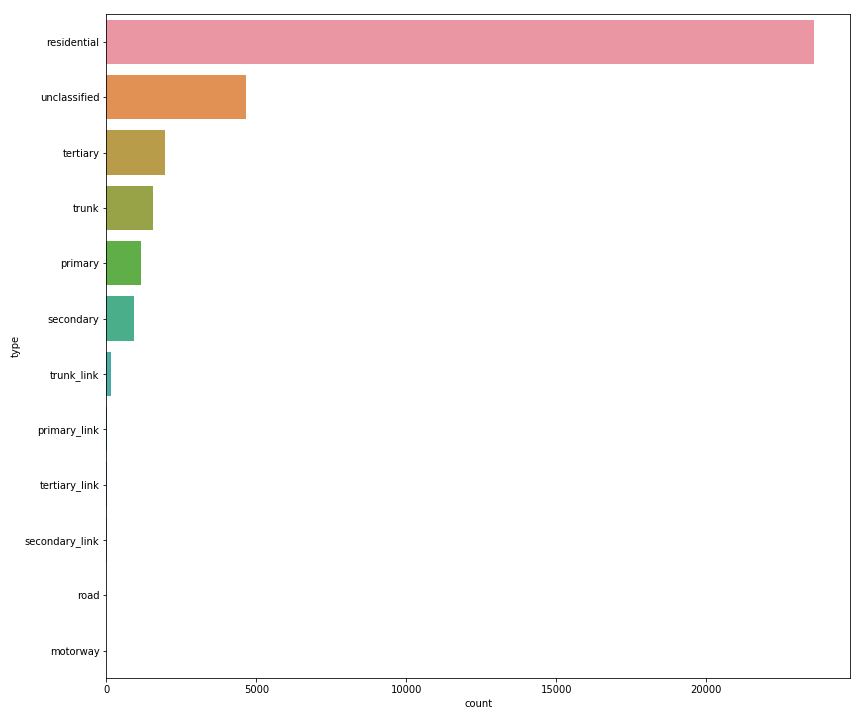 residential
unclassified
tertiary
trunk
primary
secondary
trunk_link
primary_link
tertiary_link
secondary_link
road
motorway
type
0 5000 10000 15000 20000
count